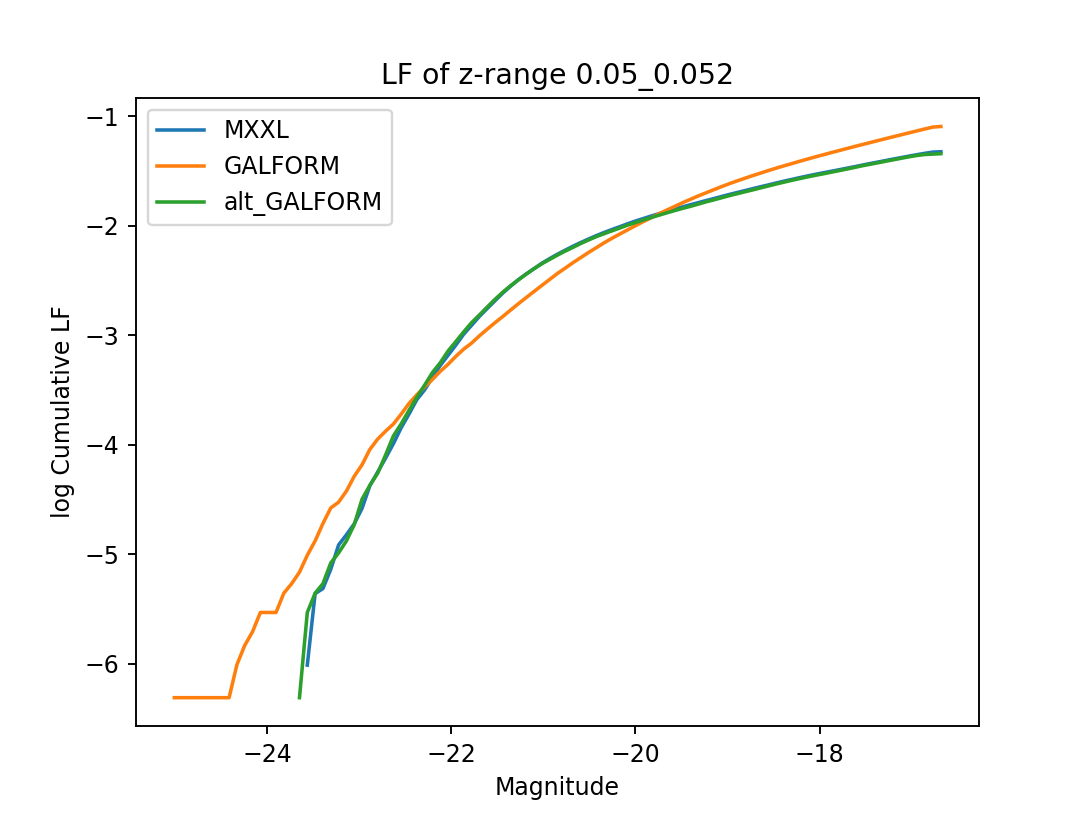 LF of z-range 0.05_0.052
MXXL
GALFORM
alt_GALFORM
log Cumulative LF
−1
−2
−3
−4
−5
−6
−24
−22
−20
−18
Magnitude